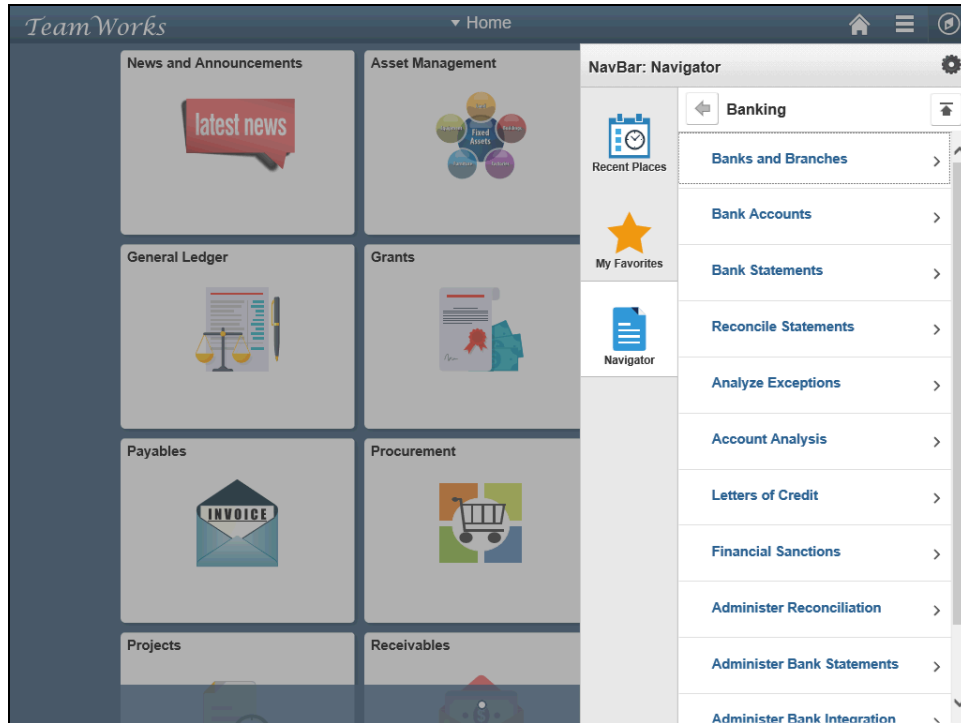 TeamWorks
Home
News and Announcements
latest news
Asset Management
Fixed
Assets
General Ledger
Grants
Payables
INVOICE
Procurement
Projects
Receivables
NavBar: Navigator
Recent Places
My Favorites
Navigator
Banking
Banks and Branches
Bank Accounts
Bank Statements
Reconcile Statements
Analyze Exceptions
Account Analysis
Letters of Credit
Financial Sanctions
Administer Reconciliation
Administer Bank Statements
Administer Bank Integration